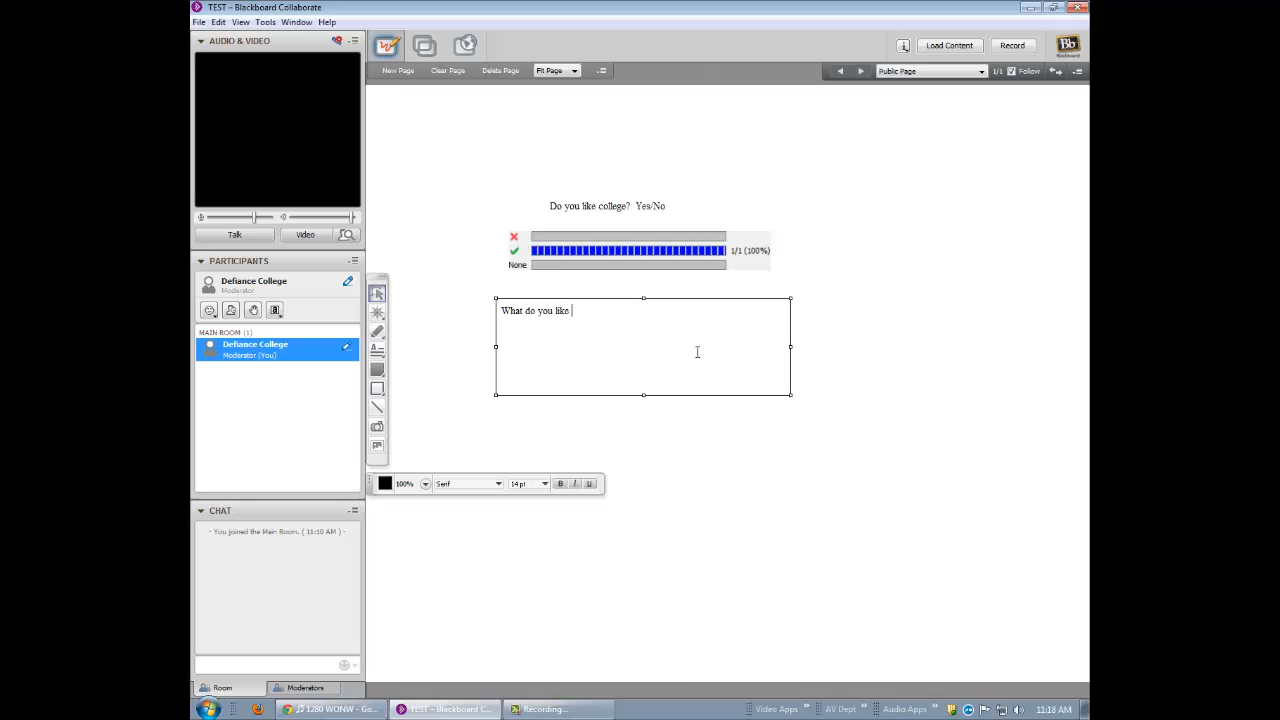 TEST – Blackboard Collaborate
File Edit View Tools Window Help
AUDIO & VIDEO
Load Content
Record
Bb
Blackboard
New Page
Clear Page
Delete Page
Fit Page
Public Page
1/1
Follow
Talk
Video
PARTICIPANTS
Defiance College
Moderator
MAIN ROOM (1)
Defiance College
Moderator (You)
Do you like college? Yes/No
1/1 (100%)
None
What do you like
100%
Serif
14 pt
B I U
CHAT
- You joined the Main Room. ( 11:10 AM ) -
Room
Moderators
1280 WONW - Go...
TEST – Blackboard C...
Recording...
Video Apps »
AV Dept »
Audio Apps »
11:18 AM